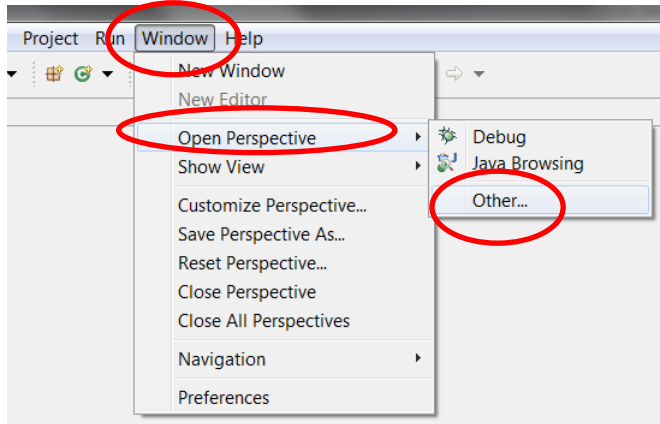 Project Run Window Help
New Window
New Editor
Open Perspective
Debug
Show View
Java Browsing
Other...
Customize Perspective...
Save Perspective As...
Reset Perspective...
Close Perspective
Close All Perspectives
Navigation
Preferences